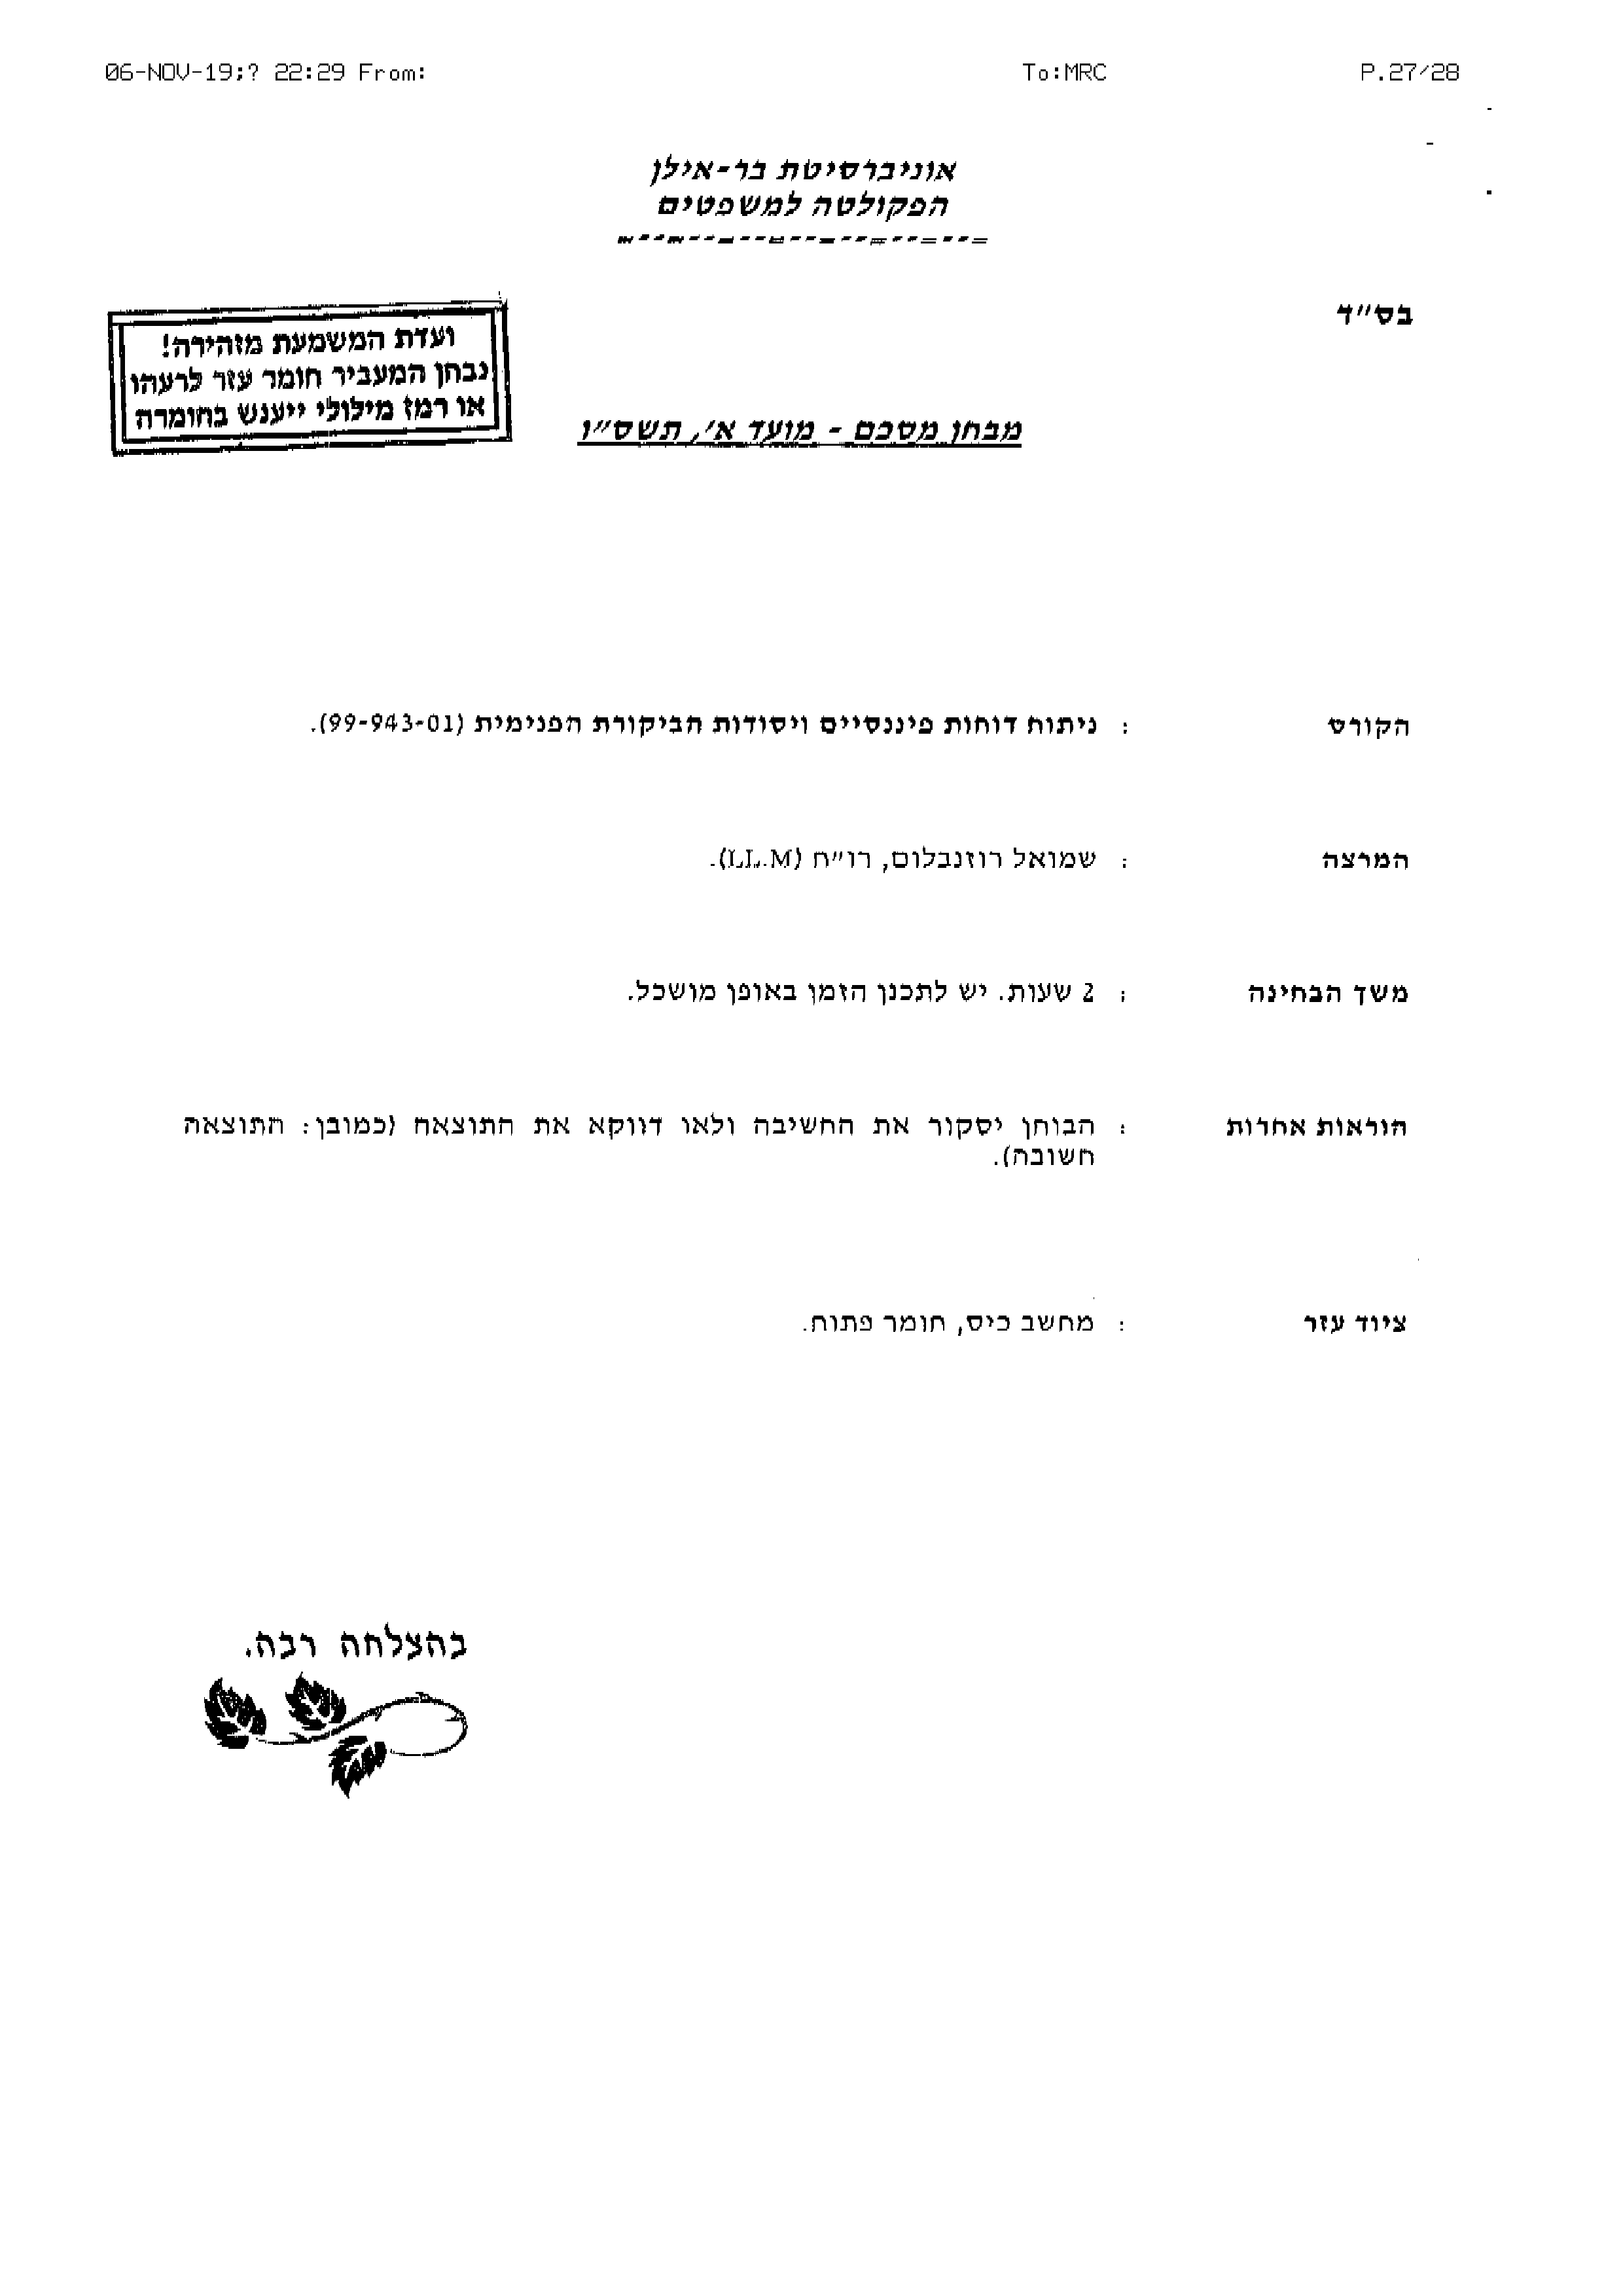 06-NOV-19;? 22:29 From: To:MRC P.27/28
אוניברסיטת בר-אילן
הפקולטה למשפטים
בס״ד
ועדת המשמעת מזהירה!
נבחן המעביר חומר עזר לרעהו
או רמז מילולי ייענש בחומרה
מבחן מסכם - מועד א׳, תשס״ו
הקורס : ניתוח דוחות פיננסיים ויסודות הביקורת הפנימית (99-943-01).
המרצה : שמואל רוזנבלום, רו״ח (LL.M).
משך הבחינה : 2 שעות. יש לתכנן הזמן באופן מושכל.
הוראות אחרות : הבוחן יסקור את החשיבה ולאו דווקא את התוצאה (כמובן: התוצאה
חשובה).
ציוד עזר : מחשב כיס, חומר פתוח.
בהצלחה רבה.